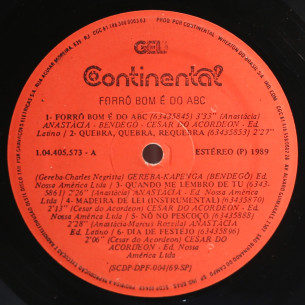 GEL
Continental
FORRÓ BOM É DO ABC
1- FORRÓ BOM É DO ABC (63435845) 3'37" (Anastácia)
ANASTÁCIA - BENDEGO - CESAR DO ACORDEON - Ed.
Latino / 2- QUEBRA, QUEBRA, REQUEBRA (63435853) 2'27"
1.04.405.573 - A
ESTÉREO (P) 1989
(Gereba-Charles Negrita) GEREBA-KAPENGA (BENDEGÓ) Ed.
Nossa América Ltda / 3- QUANDO ME LEMBRO DE TU (6343
5861) 2'26" (Anastácia) ANASTÁCIA - Ed. Nossa América
Ltda / 4- MADEIRA DE LEI (INSTRUMENTAL) (63435870)
2'17" (Cesar do Acordeon) CESAR DO ACORDEON - Ed. Nossa
América Ltda / 5- NÓ NO PESCOÇO (63435888)
2'28" (Anastácia-Marcos Rossini) ANASTÁCIA
Ed. Latino / 6- DIA DE FESTEJO (63435896)
2'06" (Cesar do Acordeon) CESAR DO
ACORDEON - Ed. Nossa
América Ltda
(SCDP-DPF-004/69-SP)